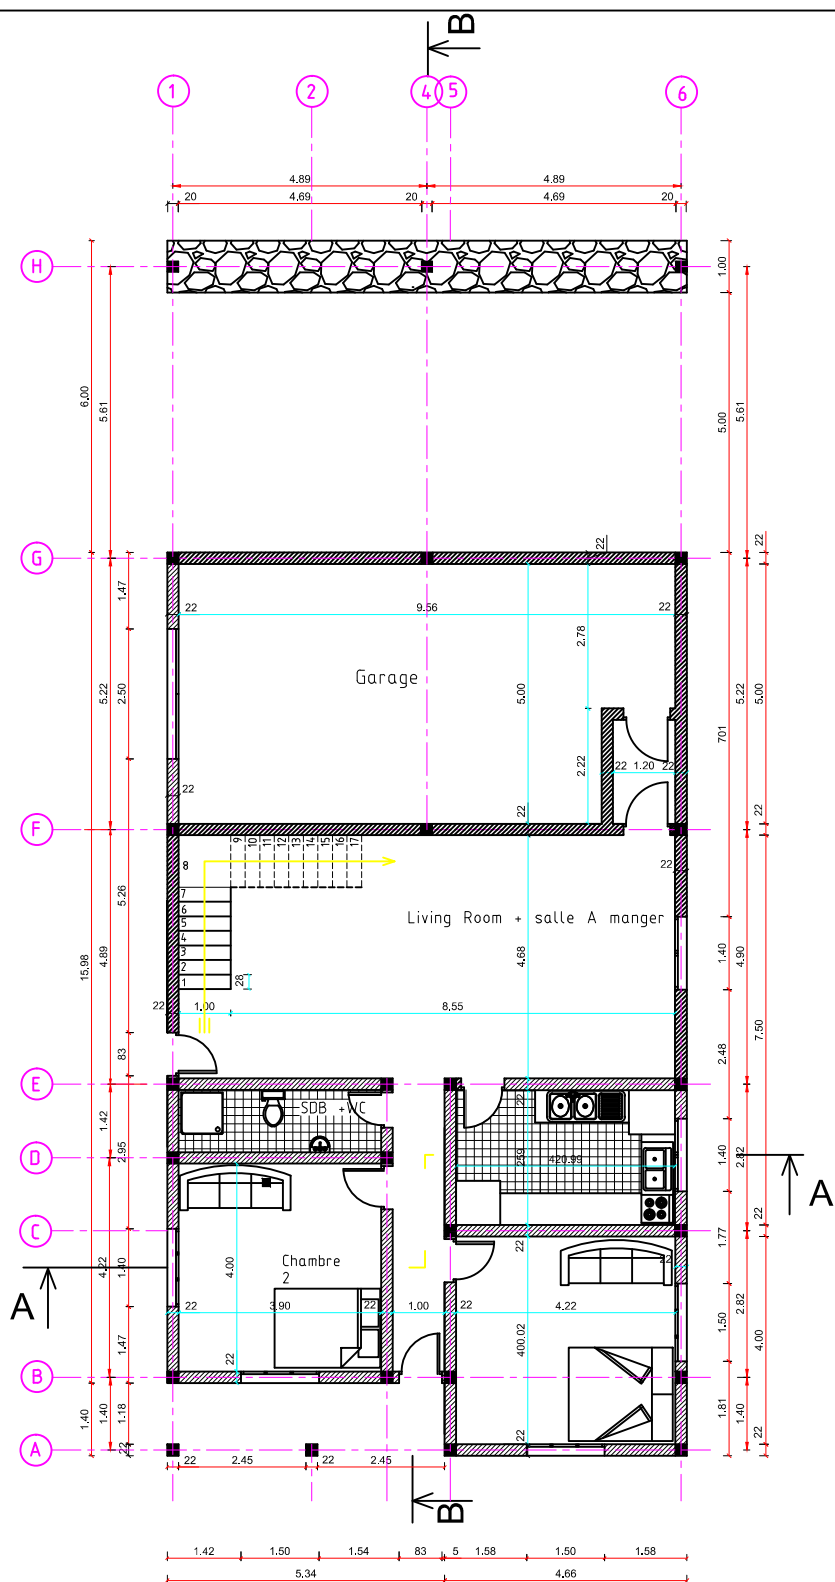 B
1 2 4 5 6
4.89 4.89
20 4.69 20 4.69 20
H
1.00
6.00
5.61
5.00
5.61
G
22
22
1.47
22 9.56 22
2.78
Garage
5.22
2.50
5.00
701
5.22
5.00
2.22
22 1.20 22
22
22
22
F
8
9 10 11 12 13 14 15 16 17
22
7
6
5
4
3
2
1
Living Room + salle A manger
5.26
4.89
15.98
4.68
1.40
4.90
28
22 1.00 8.55
7.50
83
2.48
E
22
SDB +WC
1.42
2.95
D
259
420.99
1.40
2.82
A
C
22
22
22
1.77
Chambre
2
4.00
4.22
1.40
A
22 3.90 22 1.00 22 4.22
1.50
2.82
4.00
400.02
1.47
22
B
1.40
1.40
1.18
1.81
1.40
22
22
22
A
22 2.45 22 2.45
B
1.42 1.50 1.54 83 5 1.58 1.50 1.58
5.34 4.66